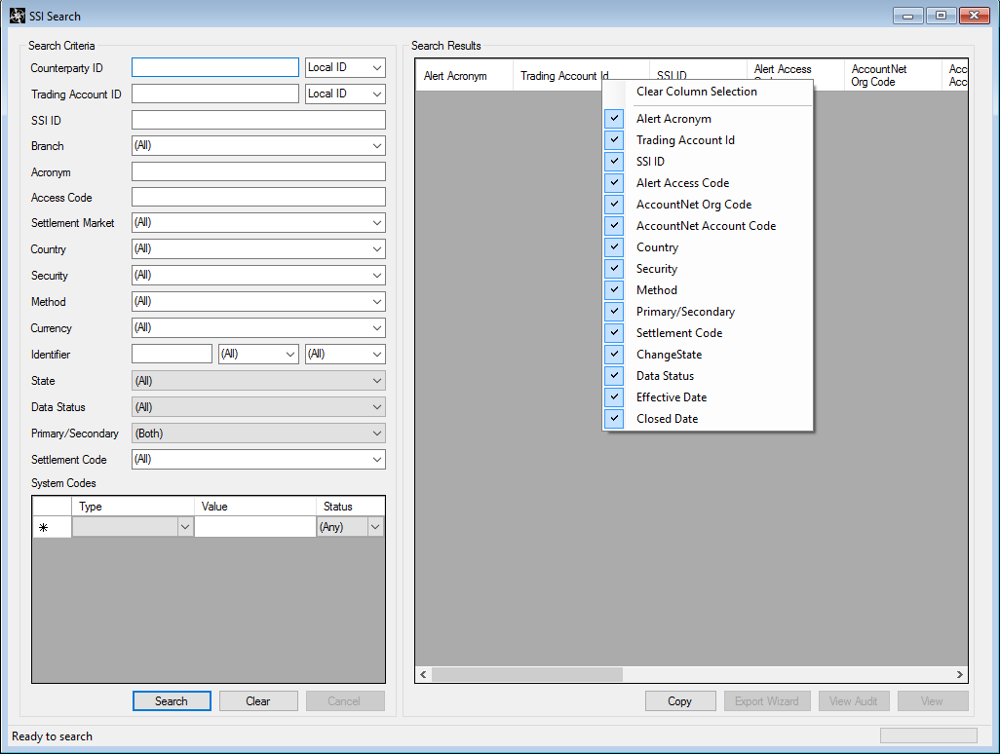 SSI Search
Search Criteria
Counterparty ID
Local ID
Trading Account ID
Local ID
SSI ID
Branch
(All)
Acronym
Access Code
Settlement Market
(All)
Country
(All)
Security
(All)
Method
(All)
Currency
(All)
Identifier
(All)
(All)
State
(All)
Data Status
(All)
Primary/Secondary
(Both)
Settlement Code
(All)
System Codes
Type
Value
Status
(Any)
Search
Clear
Cancel
Search Results
Alert Acronym
Trading Account Id
SSI ID
Alert Access
AccountNet
Org Code
Acc
Acc
Clear Column Selection
Alert Acronym
Trading Account Id
SSI ID
Alert Access Code
AccountNet Org Code
AccountNet Account Code
Country
Security
Method
Primary/Secondary
Settlement Code
ChangeState
Data Status
Effective Date
Closed Date
Copy
Export Wizard
View Audit
View
Ready to search